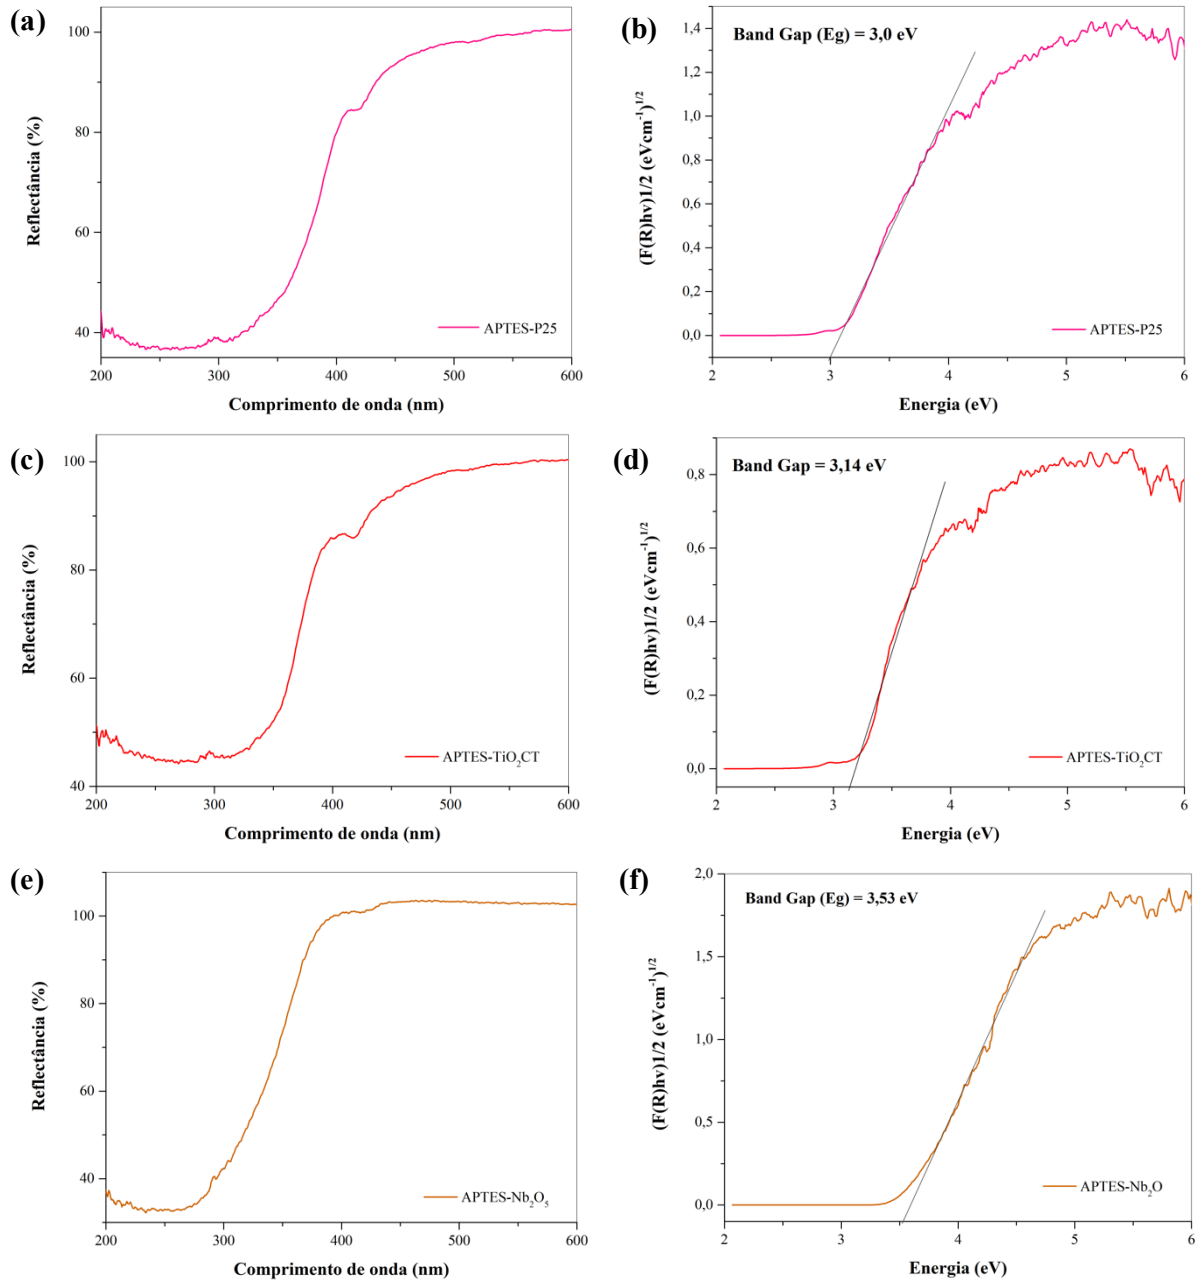 (a)
100
80
60
40
200
300
400
500
600
Reflectância (%)
Comprimento de onda (nm)
APTES-P25
(b)
Band Gap (Eg) = 3,0 eV
1,4
1,2
1,0
0,8
0,6
0,4
0,2
0,0
2
3
4
5
6
(F(R)hv)1/2 (eVcm⁻¹)¹/²
Energia (eV)
APTES-P25
(c)
100
80
60
40
200
300
400
500
600
Reflectância (%)
Comprimento de onda (nm)
APTES-TiO₂CT
(d)
Band Gap = 3,14 eV
0,8
0,6
0,4
0,2
0,0
2
3
4
5
6
(F(R)hv)1/2 (eVcm⁻¹)¹/²
Energia (eV)
APTES-TiO₂CT
(e)
100
80
60
40
200
300
400
500
600
Reflectância (%)
Comprimento de onda (nm)
APTES-Nb₂O₅
(f)
Band Gap (Eg) = 3,53 eV
2,0
1,5
1,0
0,5
0,0
2
3
4
5
6
(F(R)hv)1/2 (eVcm⁻¹)¹/²
Energia (eV)
APTES-Nb₂O